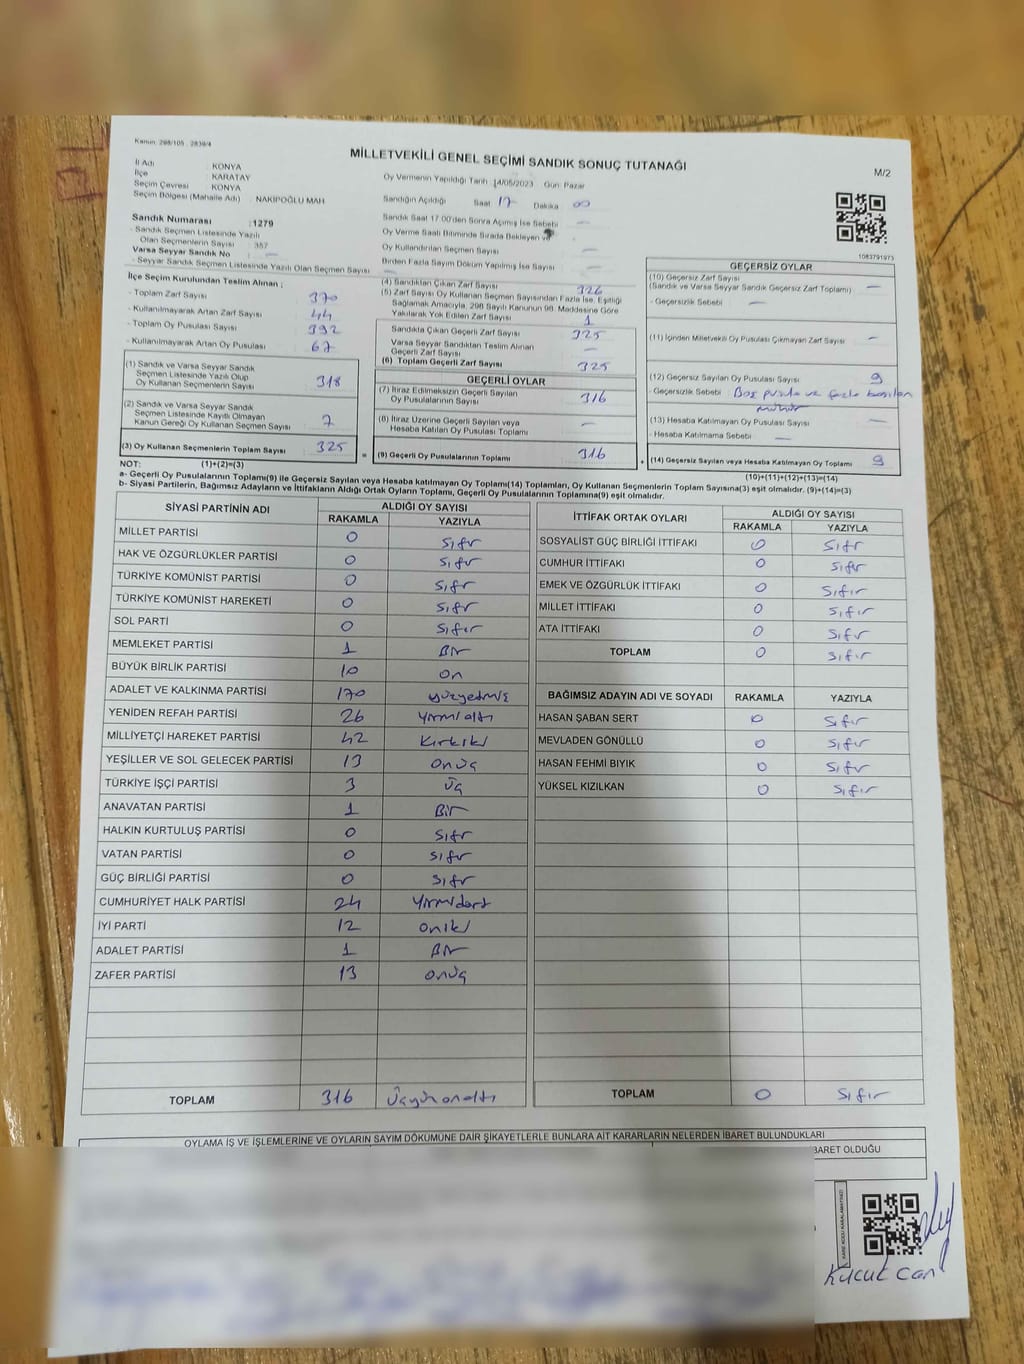 Kanun: 298/105 - 2839/4
MİLLETVEKİLİ GENEL SEÇİMİ SANDIK SONUÇ TUTANAĞI
M/2
İl Adı : KONYA
İlçe : KARATAY
Seçim Çevresi : KONYA
Seçim Bölgesi (Mahalle Adı) : NAKIPOĞLU MAH
Sandık Numarası : 1279
- Sandık Seçmen Listesinde Yazılı
Olan Seçmenlerin Sayısı : 357
Varsa Seyyar Sandık No —
- Seyyar Sandık Seçmen Listesinde Yazılı Olan Seçmen Sayısı —
Oy Vermenin Yapıldığı Tarih 14/05/2023 Gün: Pazar
Sandığın Açıldığı Saat 17 Dakika 00
Sandık Saat 17:00'den Sonra Açılmış İse Sebebi —
Oy Verme Saati Bitiminde Sırada Bekleyen ve
Oy Kullandırılan Seçmen Sayısı —
Birden Fazla Sayım Döküm Yapılmış İse Sayısı —
1083791973
İlçe Seçim Kurulundan Teslim Alınan ;
- Toplam Zarf Sayısı 370
- Kullanılmayarak Artan Zarf Sayısı 44
- Toplam Oy Pusulası Sayısı 392
- Kullanılmayarak Artan Oy Pusulası 67
(1) Sandık ve Varsa Seyyar Sandık
Seçmen Listesinde Yazılı Olup
Oy Kullanan Seçmenlerin Sayısı 318
(2) Sandık ve Varsa Seyyar Sandık
Seçmen Listesinde Kayıtlı Olmayan
Kanun Gereği Oy Kullanan Seçmen Sayısı 7
(3) Oy Kullanan Seçmenlerin Toplam Sayısı 325
(4) Sandıktan Çıkan Zarf Sayısı 326
(5) Zarf Sayısı Oy Kullanan Seçmen Sayısından Fazla İse, Eşitliği
Sağlamak Amacıyla, 298 Sayılı Kanunun 98. Maddesine Göre
Yakılarak Yok Edilen Zarf Sayısı 1
Sandıkta Çıkan Geçerli Zarf Sayısı 325
Varsa Seyyar Sandıktan Teslim Alınan
Geçerli Zarf Sayısı —
(6) Toplam Geçerli Zarf Sayısı 325
GEÇERLİ OYLAR
(7) İtiraz Edilmeksizin Geçerli Sayılan
Oy Pusulalarının Sayısı 316
(8) İtiraz Üzerine Geçerli Sayılan veya
Hesaba Katılan Oy Pusulası Toplamı —
= (9) Geçerli Oy Pusulalarının Toplamı 316
GEÇERSİZ OYLAR
(10) Geçersiz Zarf Sayısı
(Sandık ve Varsa Seyyar Sandık Geçersiz Zarf Toplamı) —
- Geçersizlik Sebebi : —
(11) İçinden Milletvekili Oy Pusulası Çıkmayan Zarf Sayısı —
(12) Geçersiz Sayılan Oy Pusulası Sayısı 9
- Geçersizlik Sebebi : Boş pusula ve fazla basılan
mühür
(13) Hesaba Katılmayan Oy Pusulası Sayısı —
- Hesaba Katılmama Sebebi : —
+ (14) Geçersiz Sayılan veya Hesaba Katılmayan Oy Toplamı 9
NOT: (1)+(2)=(3) (10)+(11)+(12)+(13)=(14)
a- Geçerli Oy Pusulalarının Toplamı(9) ile Geçersiz Sayılan veya Hesaba katılmayan Oy Toplamı(14) Toplamları, Oy Kullanan Seçmenlerin Toplam Sayısına(3) eşit olmalıdır. (9)+(14)=(3)
b- Siyasi Partilerin, Bağımsız Adayların ve İttifakların Aldığı Ortak Oyların Toplamı, Geçerli Oy Pusulalarının Toplamına(9) eşit olmalıdır.
SİYASİ PARTİNİN ADI ALDIĞI OY SAYISI
RAKAMLA YAZIYLA
MİLLET PARTİSİ 0 Sıfır
HAK VE ÖZGÜRLÜKLER PARTİSİ 0 Sıfır
TÜRKİYE KOMÜNİST PARTİSİ 0 Sıfır
TÜRKİYE KOMÜNİST HAREKETİ 0 Sıfır
SOL PARTİ 0 Sıfır
MEMLEKET PARTİSİ 1 Bir
BÜYÜK BİRLİK PARTİSİ 10 on
ADALET VE KALKINMA PARTİSİ 170 yüzyetmiş
YENİDEN REFAH PARTİSİ 26 Yirmialtı
MİLLİYETÇİ HAREKET PARTİSİ 42 Kırkiki
YEŞİLLER VE SOL GELECEK PARTİSİ 13 onüç
TÜRKİYE İŞÇİ PARTİSİ 3 Üç
ANAVATAN PARTİSİ 1 Bir
HALKIN KURTULUŞ PARTİSİ 0 Sıfır
VATAN PARTİSİ 0 Sıfır
GÜÇ BİRLİĞİ PARTİSİ 0 Sıfır
CUMHURİYET HALK PARTİSİ 24 Yirmidört
İYİ PARTİ 12 oniki
ADALET PARTİSİ 1 Bir
ZAFER PARTİSİ 13 onüç
TOPLAM 316 Üçyüzonaltı
İTTİFAK ORTAK OYLARI ALDIĞI OY SAYISI
RAKAMLA YAZIYLA
SOSYALİST GÜÇ BİRLİĞİ İTTİFAKI 0 Sıfır
CUMHUR İTTİFAKI 0 Sıfır
EMEK VE ÖZGÜRLÜK İTTİFAKI 0 Sıfır
MİLLET İTTİFAKI 0 Sıfır
ATA İTTİFAKI 0 Sıfır
TOPLAM 0 Sıfır
BAĞIMSIZ ADAYIN ADI VE SOYADI RAKAMLA YAZIYLA
HASAN ŞABAN SERT 0 Sıfır
MEVLADEN GÖNÜLLÜ 0 Sıfır
HASAN FEHMİ BIYIK 0 Sıfır
YÜKSEL KIZILKAN 0 Sıfır
TOPLAM 0 Sıfır
OYLAMA İŞ VE İŞLEMLERİNE VE OYLARIN SAYIM DÖKÜMÜNE DAİR ŞİKAYETLERLE BUNLARA AİT KARARLARIN NELERDEN İBARET BULUNDUKLARI
BARET OLDUĞU